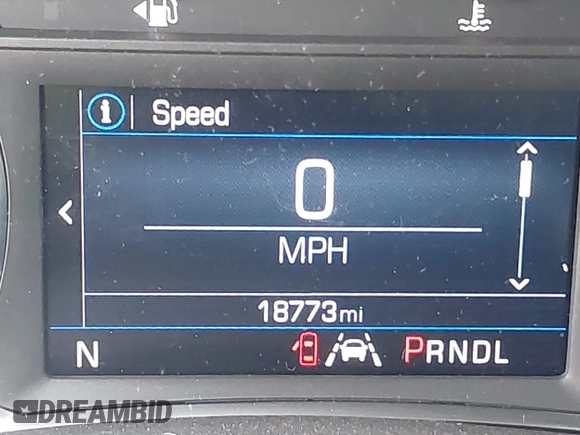 Speed
0
MPH
18773mi
N
PRNDL
DREAMBID